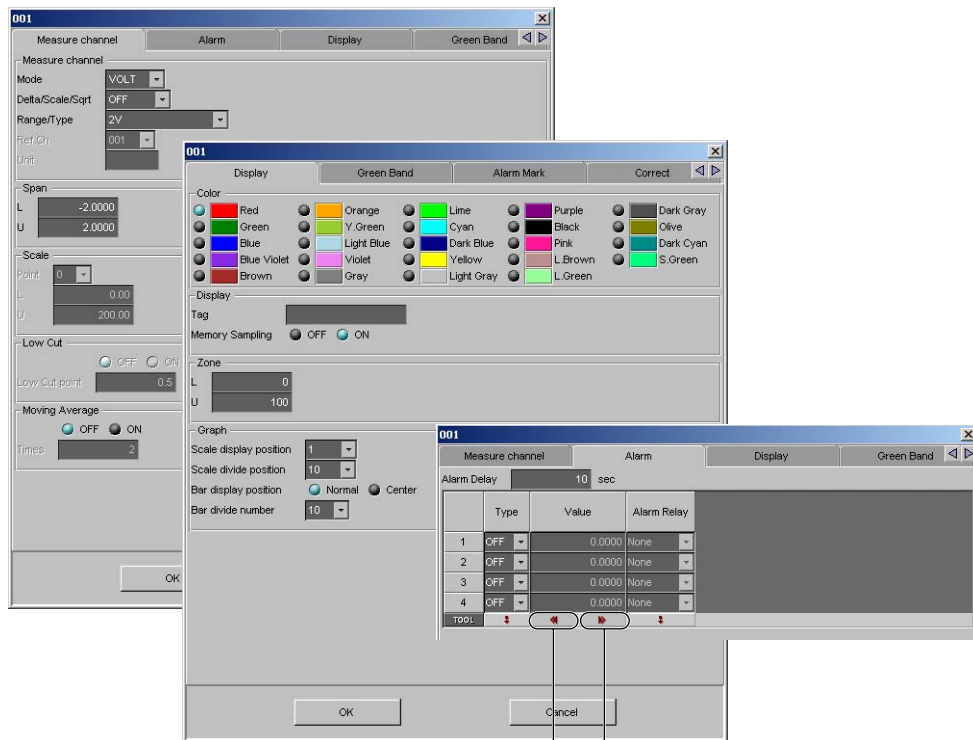 001
Measure channel Alarm Display Green Band
Measure channel
Mode VOLT
Delta/Scale/Sqrt OFF
Range/Type 2V
Ref.Ch. 001
Unit
Span
L -2.0000
U 2.0000
Scale
Point 0
L 0.00
U 200.00
Low Cut
OFF ON
Low Cut point 0.5
Moving Average
OFF ON
Times 2
OK
001
Display Green Band Alarm Mark Correct
Color
Red Orange Lime Purple Dark Gray
Green Y.Green Cyan Black Olive
Blue Light Blue Dark Blue Pink Dark Cyan
Blue Violet Violet Yellow L.Brown S.Green
Brown Gray Light Gray L.Green
Display
Tag
Memory Sampling OFF ON
Zone
L 0
U 100
Graph
Scale display position 1
Scale divide position 10
Bar display position Normal Center
Bar divide number 10
OK Cancel
001
Measure channel Alarm Display Green Band
Alarm Delay 10 sec
Type Value Alarm Relay
1 OFF 0.0000 None
2 OFF 0.0000 None
3 OFF 0.0000 None
4 OFF 0.0000 None
TOOL